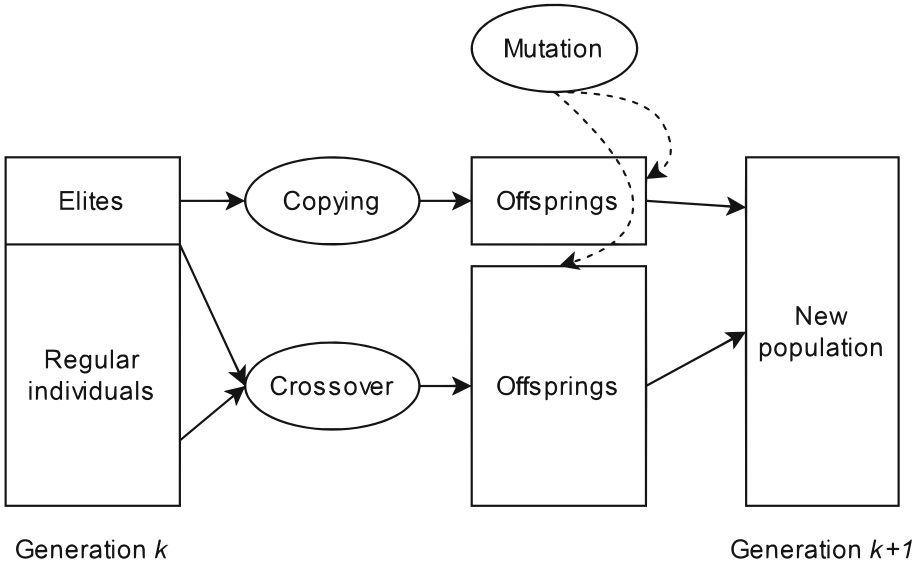 Mutation
Elites
Copying
Offsprings
Regular
individuals
Crossover
Offsprings
New
population
Generation k
Generation k+1